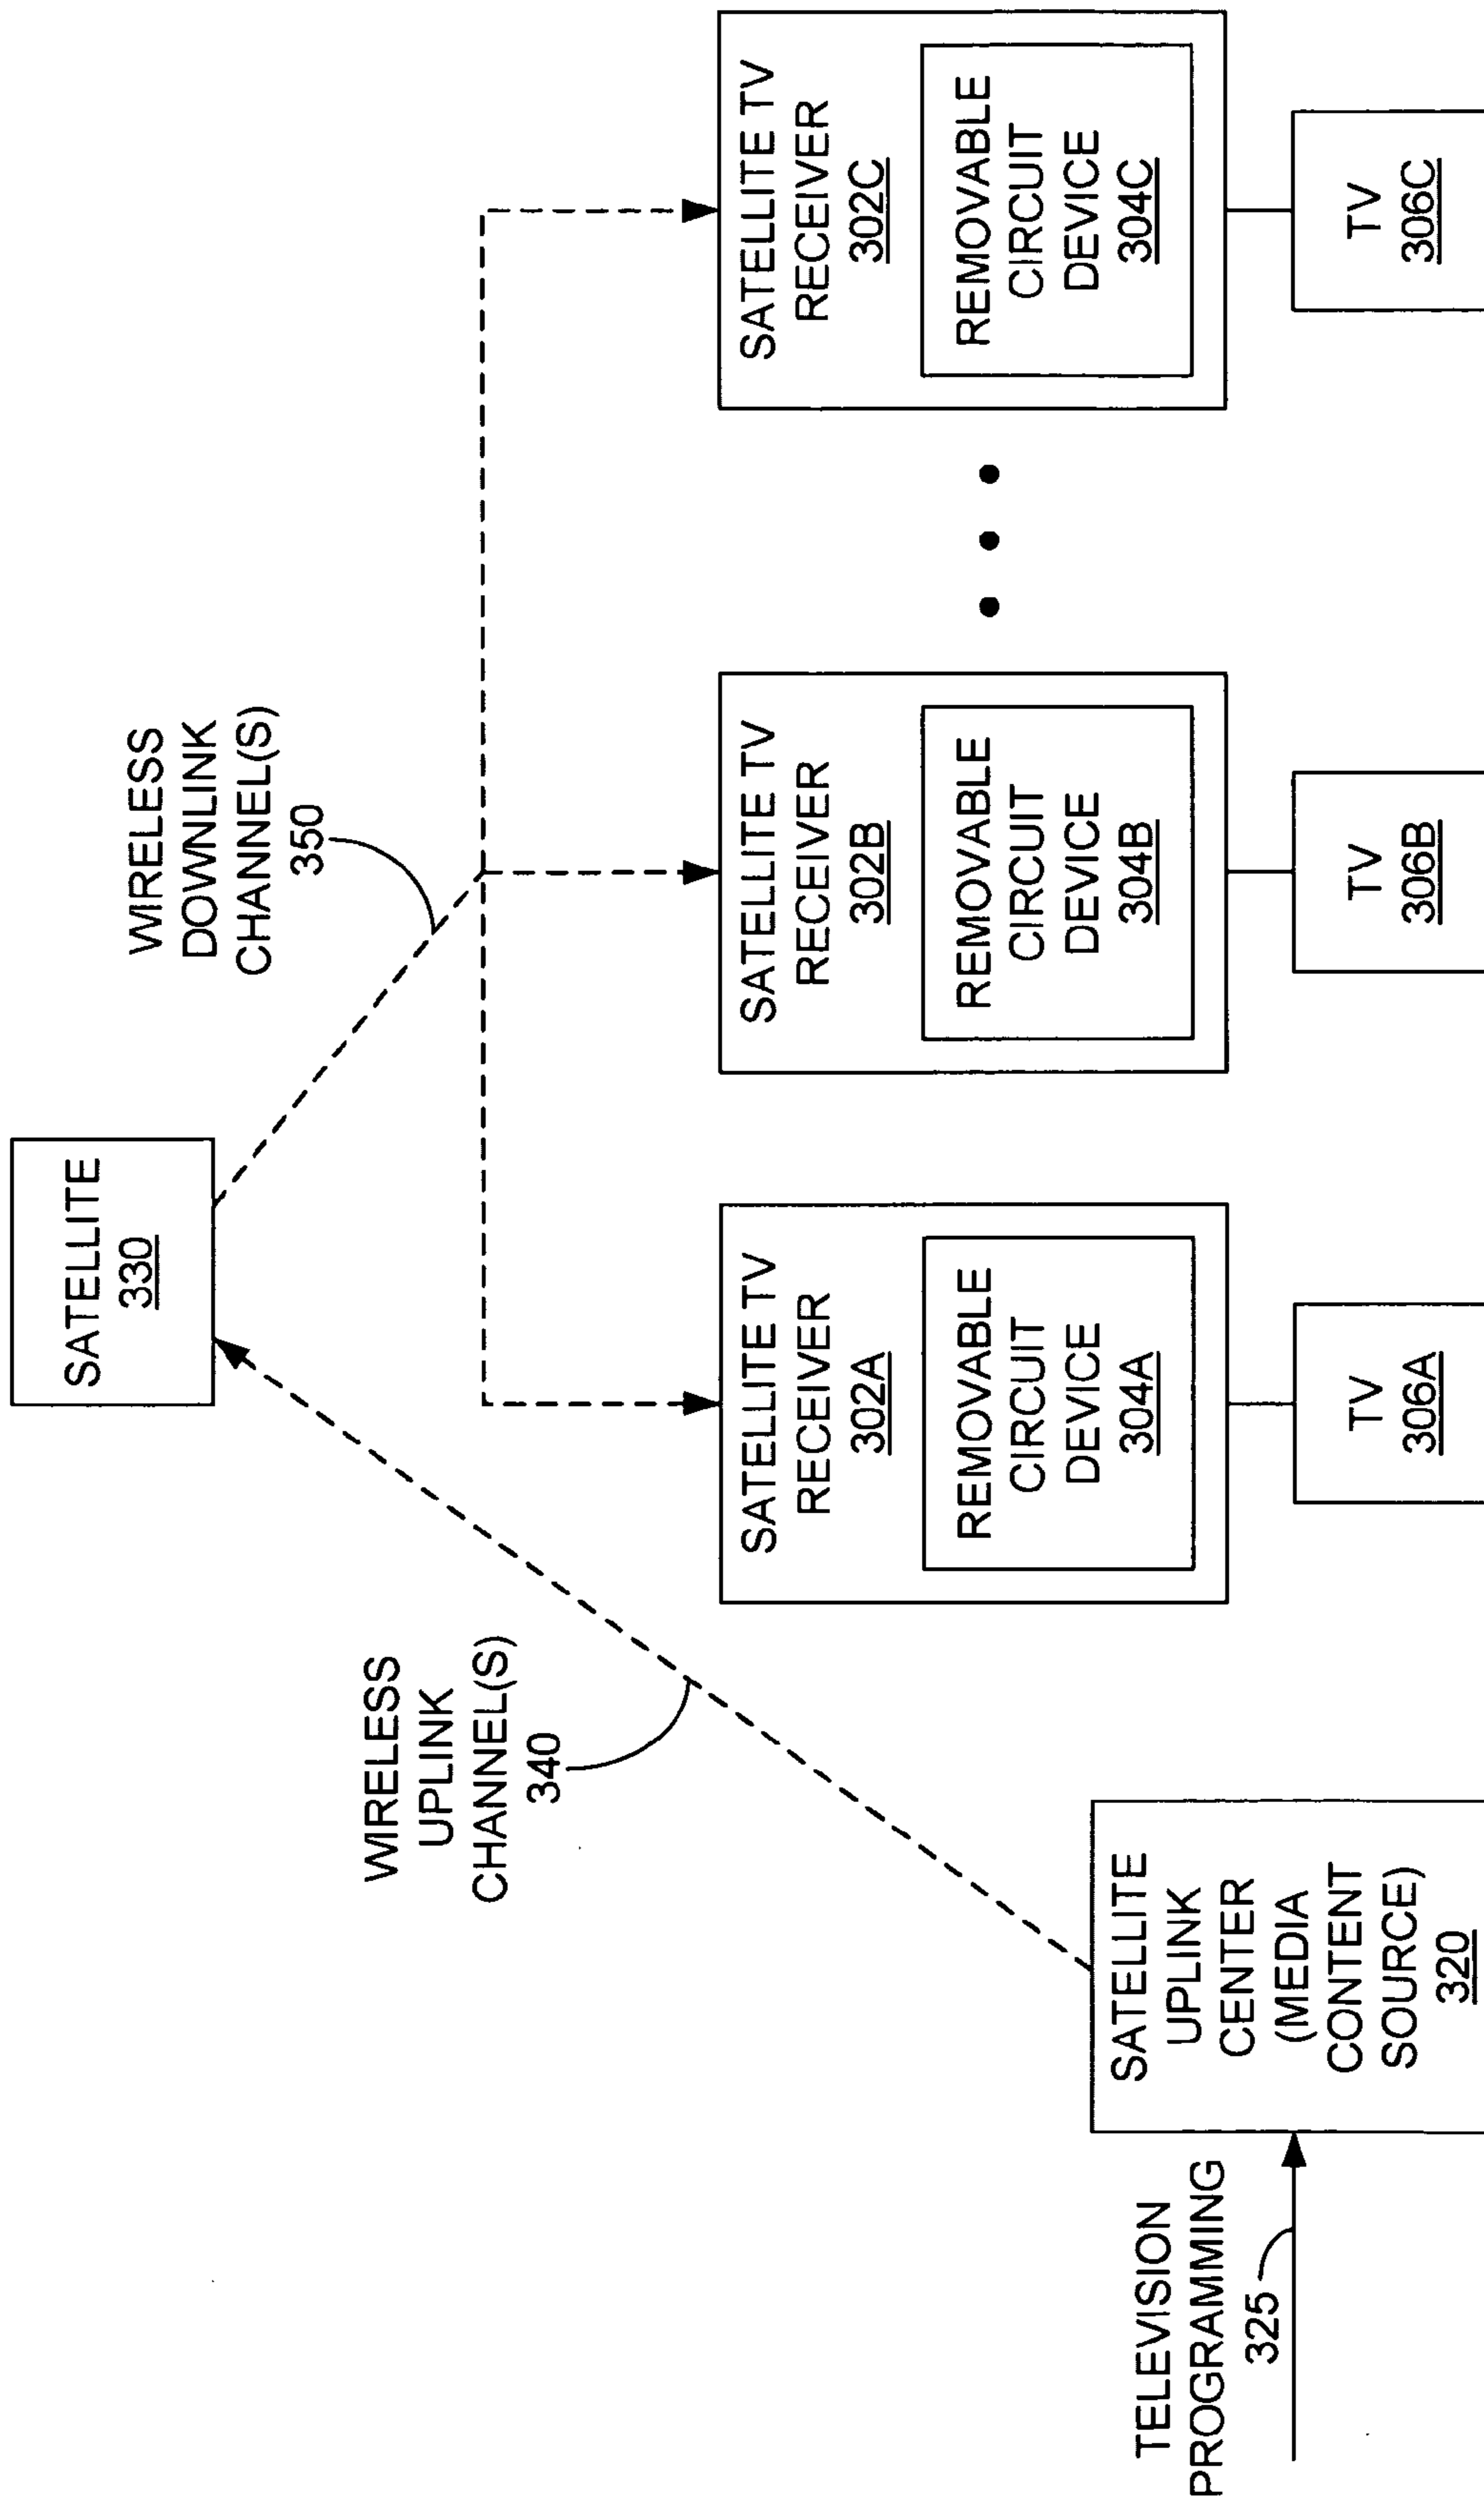 SATELLITE
330
WIRELESS
DOWNLINK
CHANNEL(S)
350
WIRELESS
UPLINK
CHANNEL(S)
340
TELEVISION
PROGRAMMING
325
SATELLITE
UPLINK
CENTER
(MEDIA
CONTENT
SOURCE)
320
SATELLITE TV
RECEIVER
302A
REMOVABLE
CIRCUIT
DEVICE
304A
TV
306A
SATELLITE TV
RECEIVER
302B
REMOVABLE
CIRCUIT
DEVICE
304B
TV
306B
SATELLITE TV
RECEIVER
302C
REMOVABLE
CIRCUIT
DEVICE
304C
TV
306C